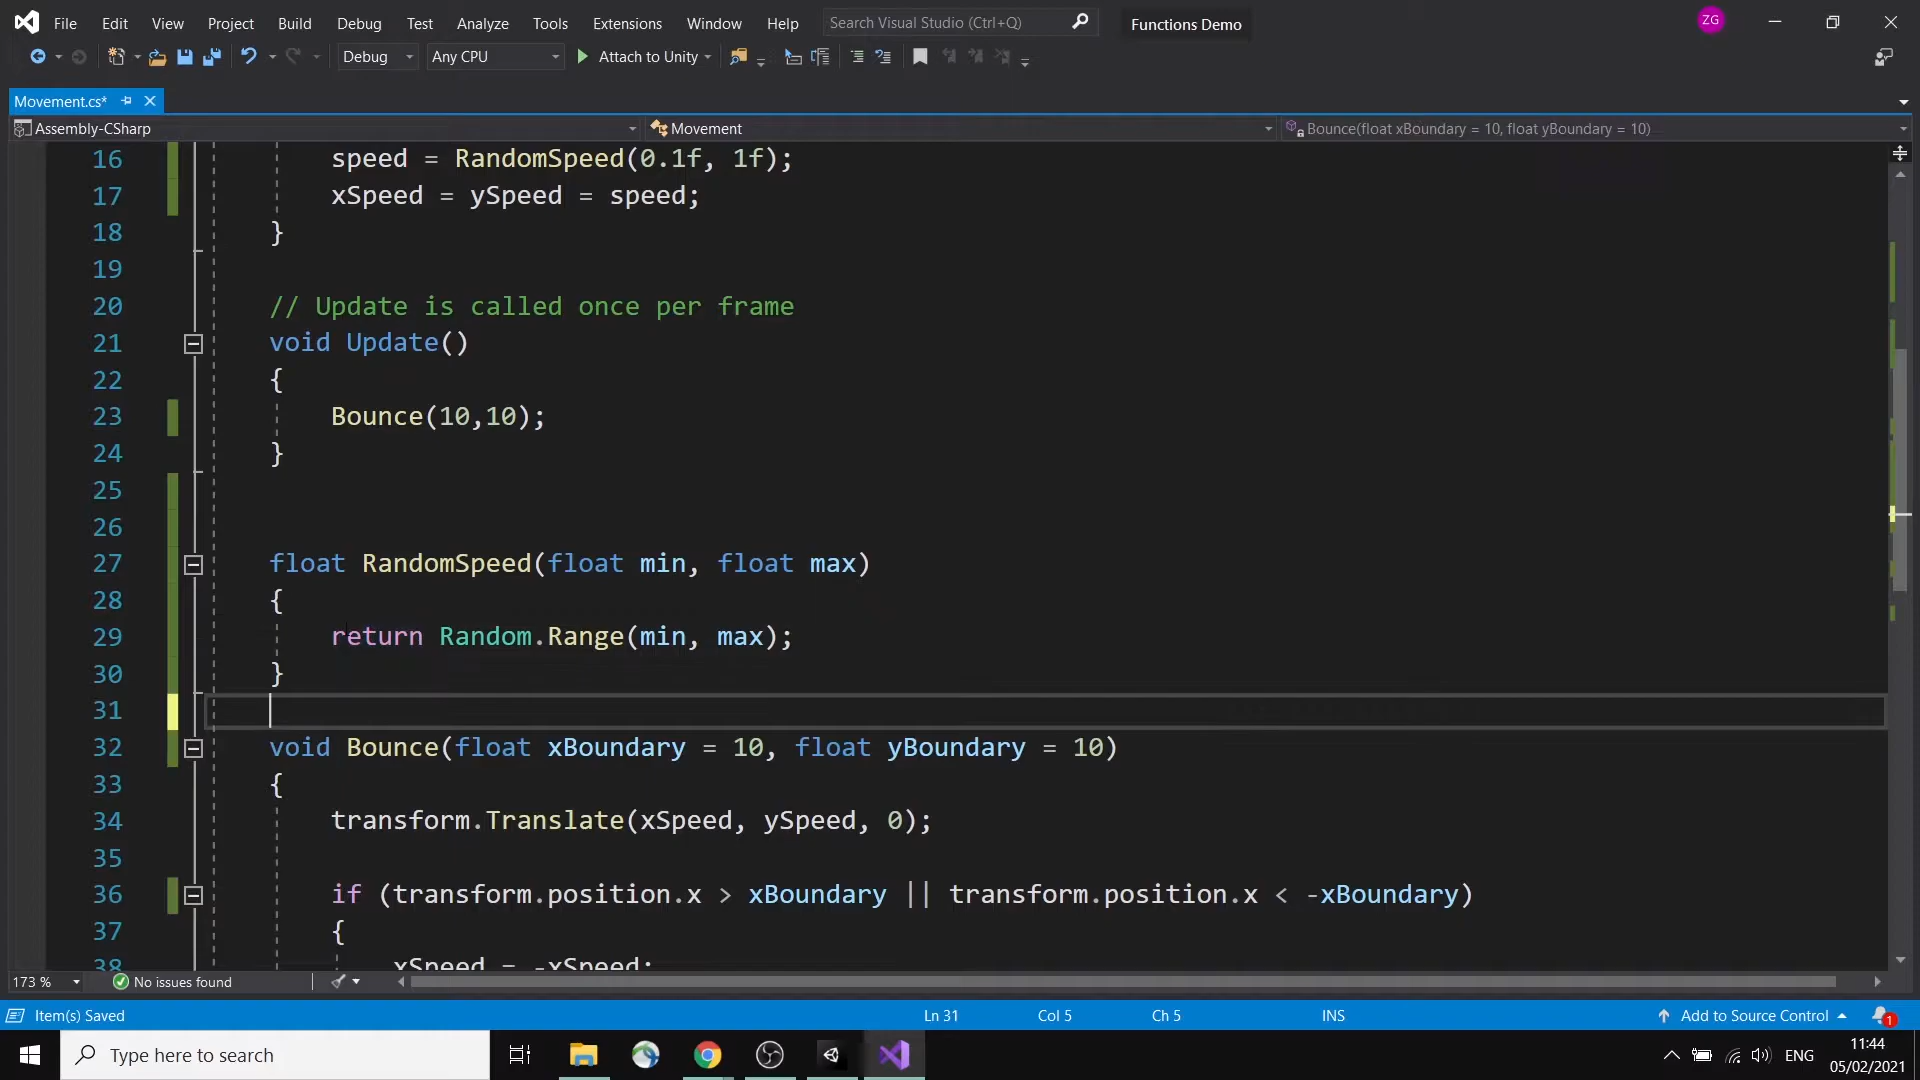 File Edit View Project Build Debug Test Analyze Tools Extensions Window Help Search Visual Studio (Ctrl+Q) Functions Demo ZG
Debug Any CPU Attach to Unity
Movement.cs*
Assembly-CSharp Movement Bounce(float xBoundary = 10, float yBoundary = 10)
16 speed = RandomSpeed(0.1f, 1f);
17 xSpeed = ySpeed = speed;
18 }
19
20 // Update is called once per frame
21 void Update()
22 {
23 Bounce(10,10);
24 }
25
26
27 float RandomSpeed(float min, float max)
28 {
29 return Random.Range(min, max);
30 }
31
32 void Bounce(float xBoundary = 10, float yBoundary = 10)
33 {
34 transform.Translate(xSpeed, ySpeed, 0);
35
36 if (transform.position.x > xBoundary || transform.position.x < -xBoundary)
37 {
38 xSpeed = -xSpeed;
173 % No issues found
Item(s) Saved Ln 31 Col 5 Ch 5 INS Add to Source Control 1
Type here to search ENG 11:44
05/02/2021